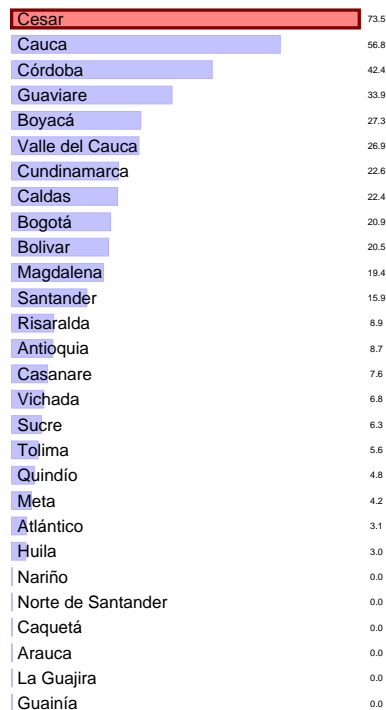 Cesar 73.5
Cauca 56.8
Córdoba 42.4
Guaviare 33.9
Boyacá 27.3
Valle del Cauca 26.9
Cundinamarca 22.6
Caldas 22.4
Bogotá 20.9
Bolivar 20.5
Magdalena 19.4
Santander 15.9
Risaralda 8.9
Antioquia 8.7
Casanare 7.6
Vichada 6.8
Sucre 6.3
Tolima 5.6
Quindío 4.8
Meta 4.2
Atlántico 3.1
Huila 3.0
Nariño 0.0
Norte de Santander 0.0
Caquetá 0.0
Arauca 0.0
La Guajira 0.0
Guainía 0.0